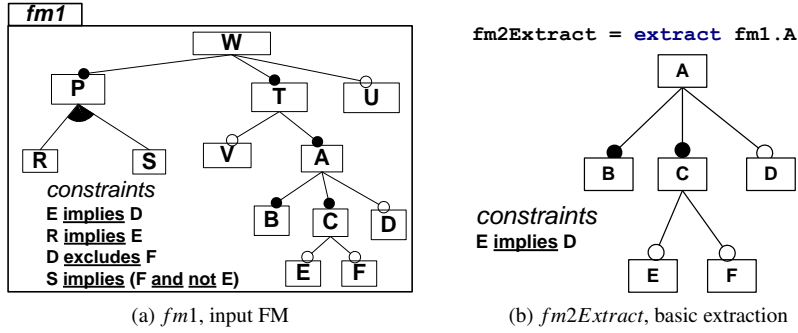 fm1
W
P
T
U
R
S
V
A
B
C
D
E
F
constraints
E implies D
R implies E
D excludes F
S implies (F and not E)
(a) fm1, input FM
fm2Extract = extract fm1.A
A
B
C
D
E
F
constraints
E implies D
(b) fm2Extract, basic extraction